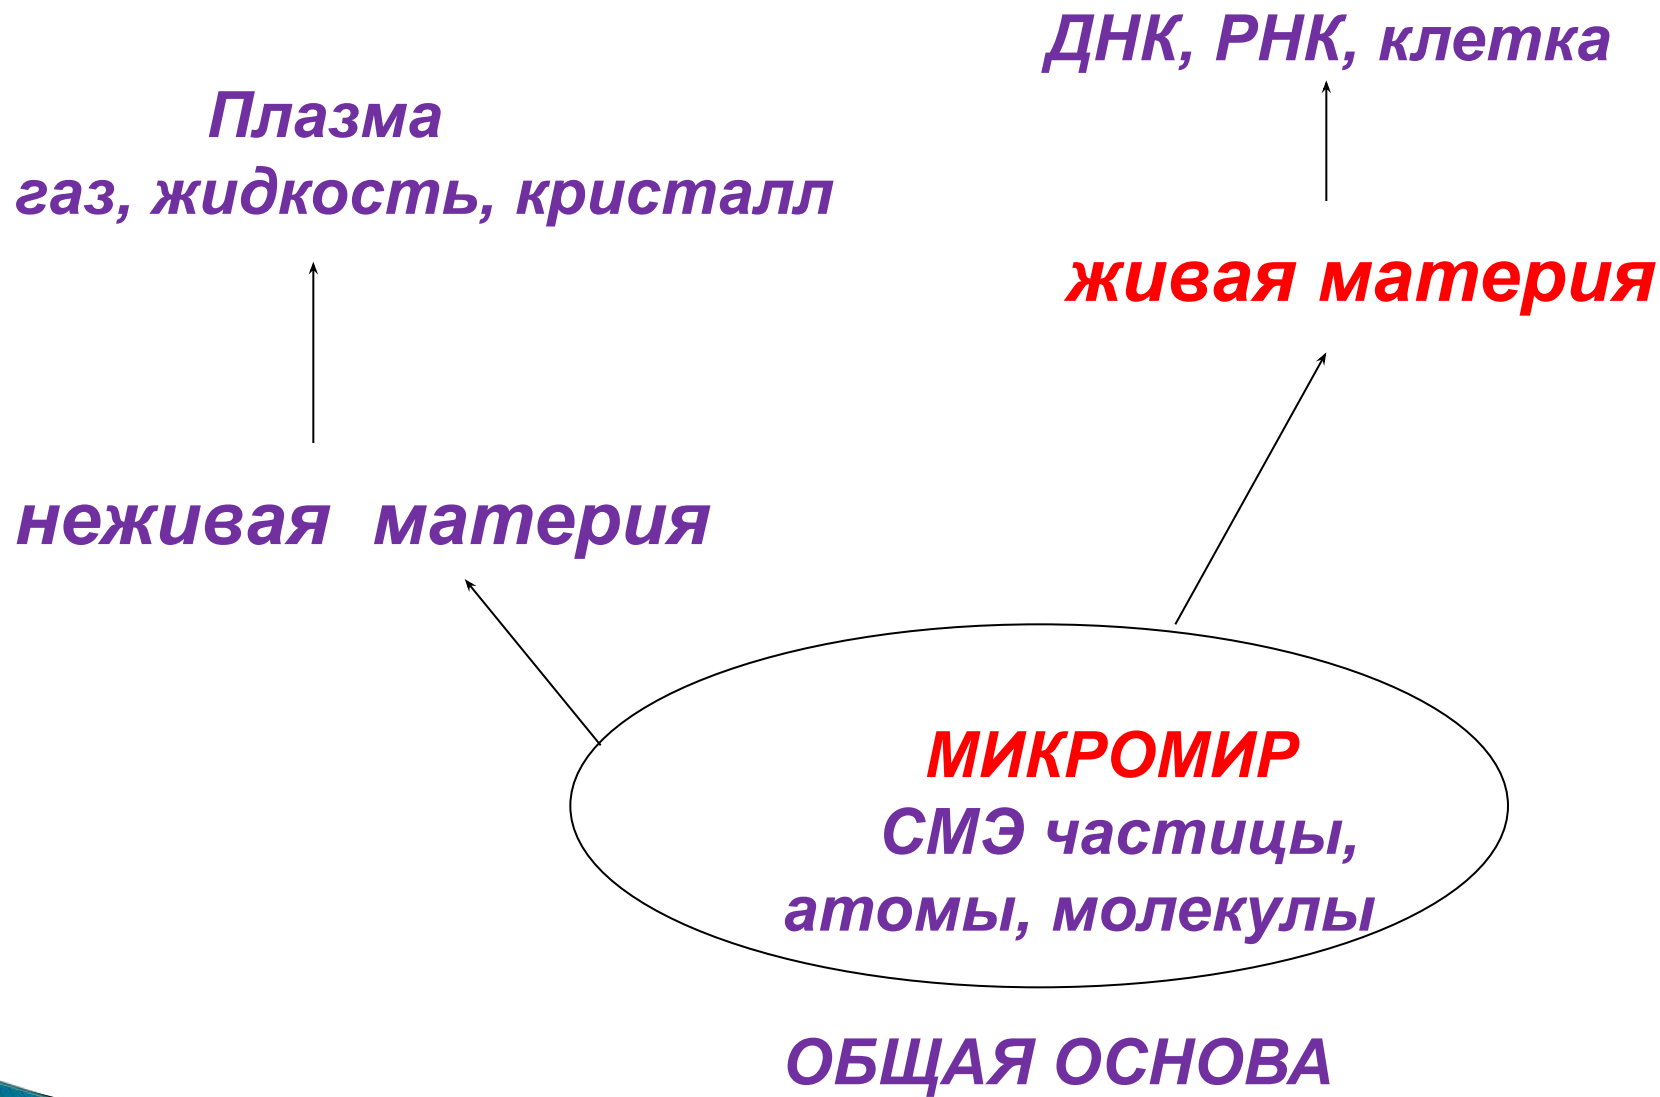 ДНК, РНК, клетка
Плазма
газ, жидкость, кристалл
живая материя
неживая материя
МИКРОМИР
СМЭ частицы,
атомы, молекулы
ОБЩАЯ ОСНОВА